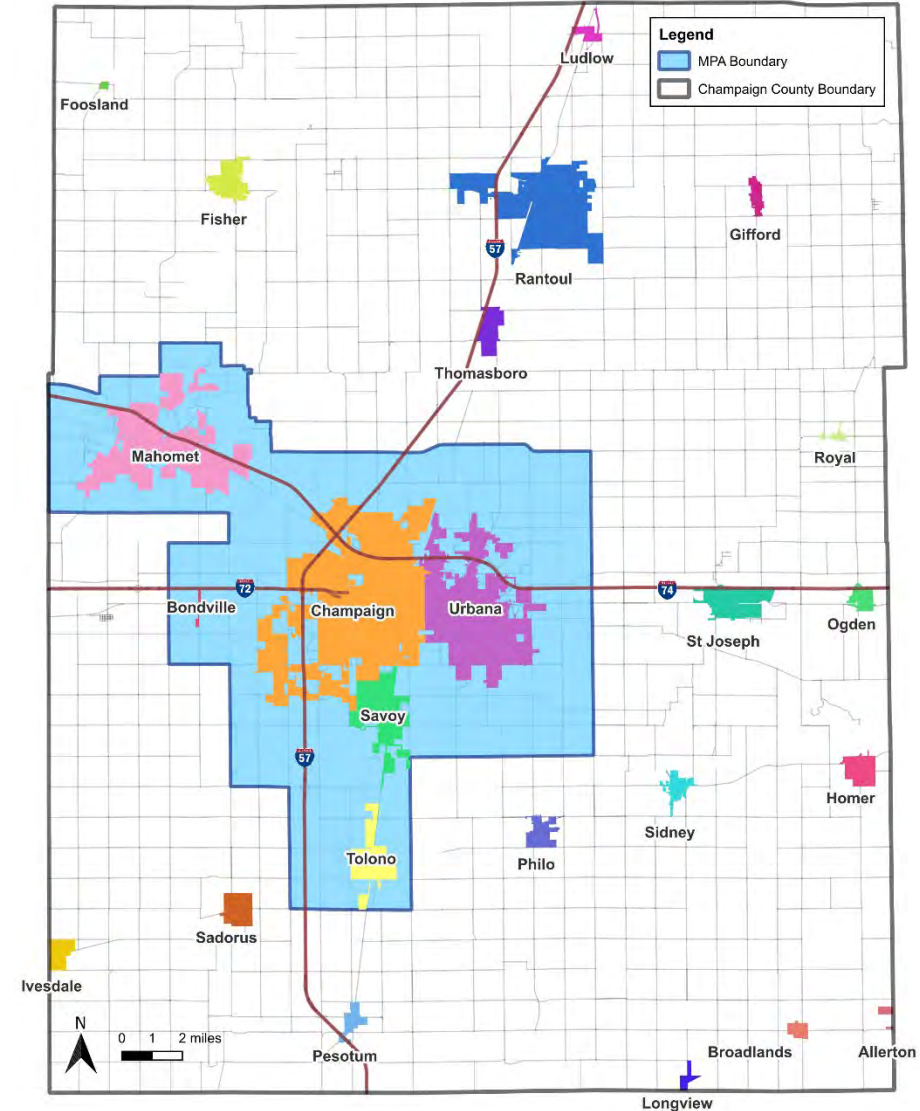 Legend
MPA Boundary
Champaign County Boundary
Ludlow
Foosland
Fisher
Gifford
57
Rantoul
Thomasboro
Mahomet
Royal
72
74
Bondville
Champaign
Urbana
St Joseph
Ogden
Savoy
57
Homer
Sidney
Tolono
Philo
Sadorus
Ivesdale
N
0 1 2 miles
Pesotum
Broadlands
Allerton
Longview